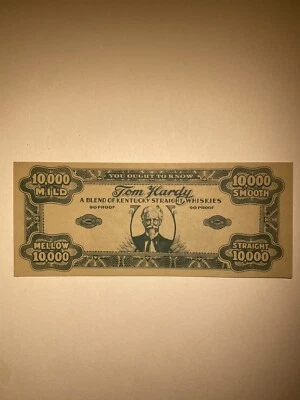 YOU OUGHT TO KNOW
10,000
MILD
Tom Hardy
10,000
SMOOTH
A BLEND OF KENTUCKY STRAIGHT WHISKIES
90 PROOF
90 PROOF
MELLOW
10,000
STRAIGHT
10,000